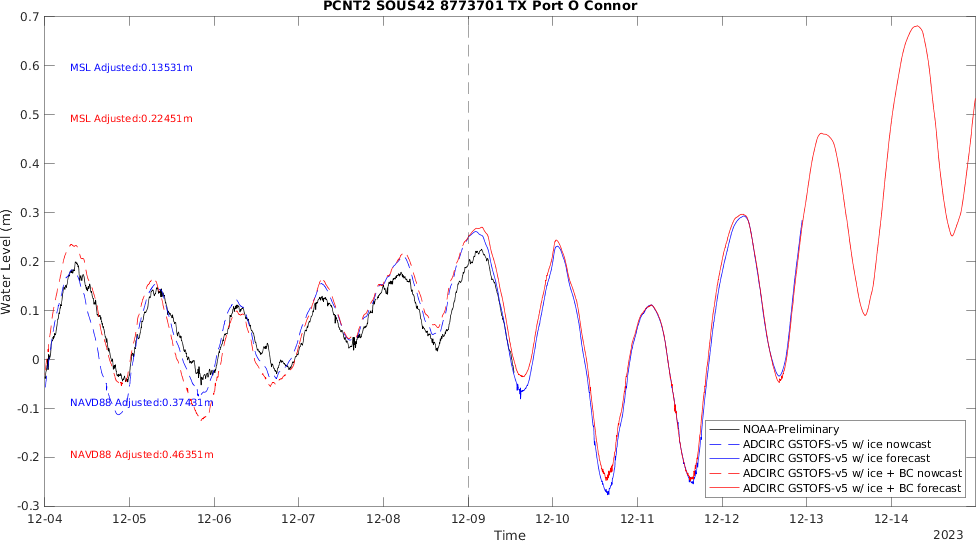 PCNT2 SOUS42 8773701 TX Port O Connor
0.7
0.6
0.5
0.4
0.3
0.2
0.1
0
-0.1
-0.2
-0.3
Water Level (m)
MSL Adjusted:0.13531m
MSL Adjusted:0.22451m
NAVD88 Adjusted:0.37431m
NAVD88 Adjusted:0.46351m
NOAA-Preliminary
ADCIRC GSTOFS-v5 w/ ice nowcast
ADCIRC GSTOFS-v5 w/ ice forecast
ADCIRC GSTOFS-v5 w/ ice + BC nowcast
ADCIRC GSTOFS-v5 w/ ice + BC forecast
12-04 12-05 12-06 12-07 12-08 12-09 12-10 12-11 12-12 12-13 12-14
Time
2023